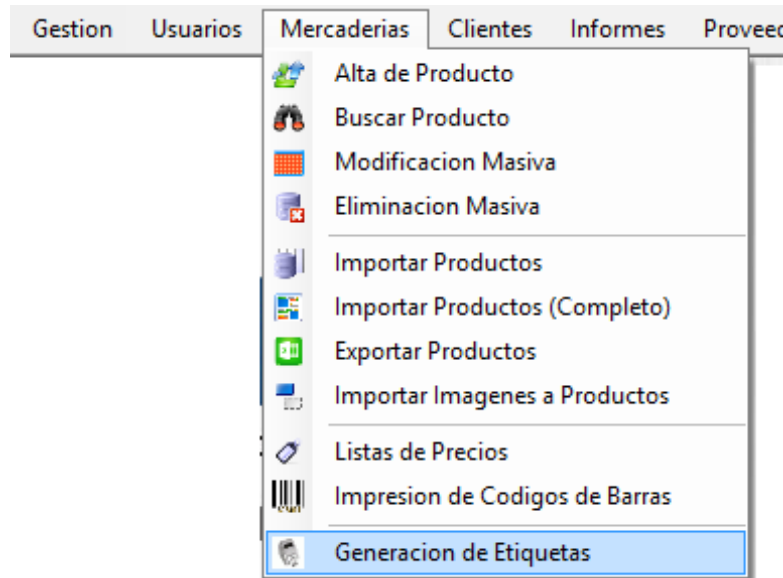 Gestion Usuarios Mercaderias Clientes Informes
Alta de Producto
Buscar Producto
Modificacion Masiva
Eliminacion Masiva
Importar Productos
Importar Productos (Completo)
Exportar Productos
Importar Imagenes a Productos
Listas de Precios
Impresion de Codigos de Barras
Generacion de Etiquetas